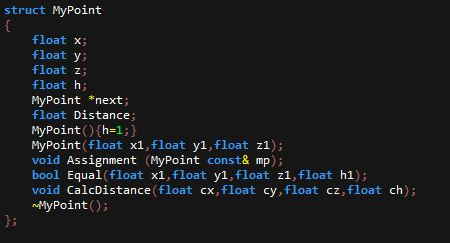 struct MyPoint
{
float x;
float y;
float z;
float h;
MyPoint *next;
float Distance;
MyPoint(){h=1;}
MyPoint(float x1,float y1,float z1);
void Assignment (MyPoint const& mp);
bool Equal(float x1,float y1,float z1,float h1);
void CalcDistance(float cx,float cy,float cz,float ch);
~MyPoint();
};